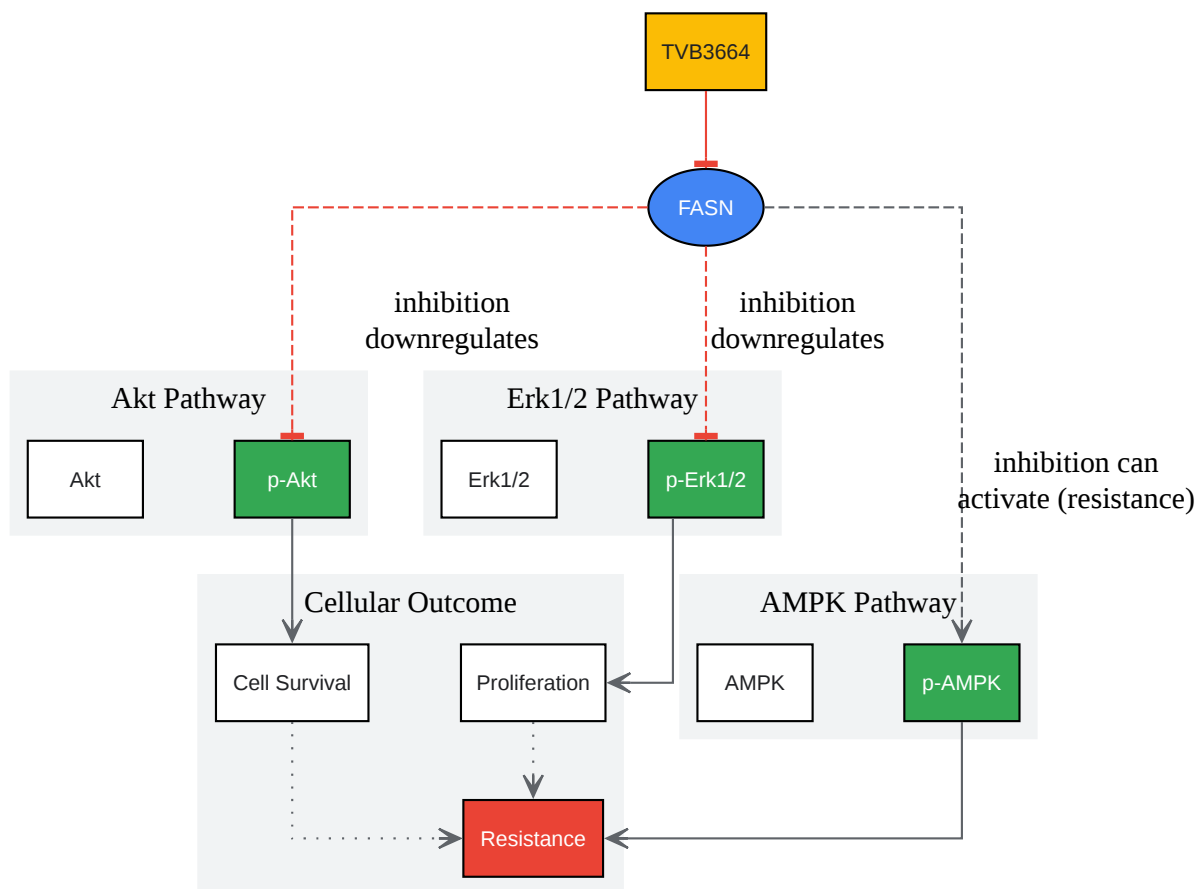 TVB3664
FASN
inhibition
downregulates
inhibition
downregulates
Akt Pathway
Erk1/2 Pathway
Akt
p-Akt
Erk1/2
p-Erk1/2
inhibition can
activate (resistance)
Cellular Outcome
AMPK Pathway
Cell Survival
Proliferation
AMPK
p-AMPK
Resistance